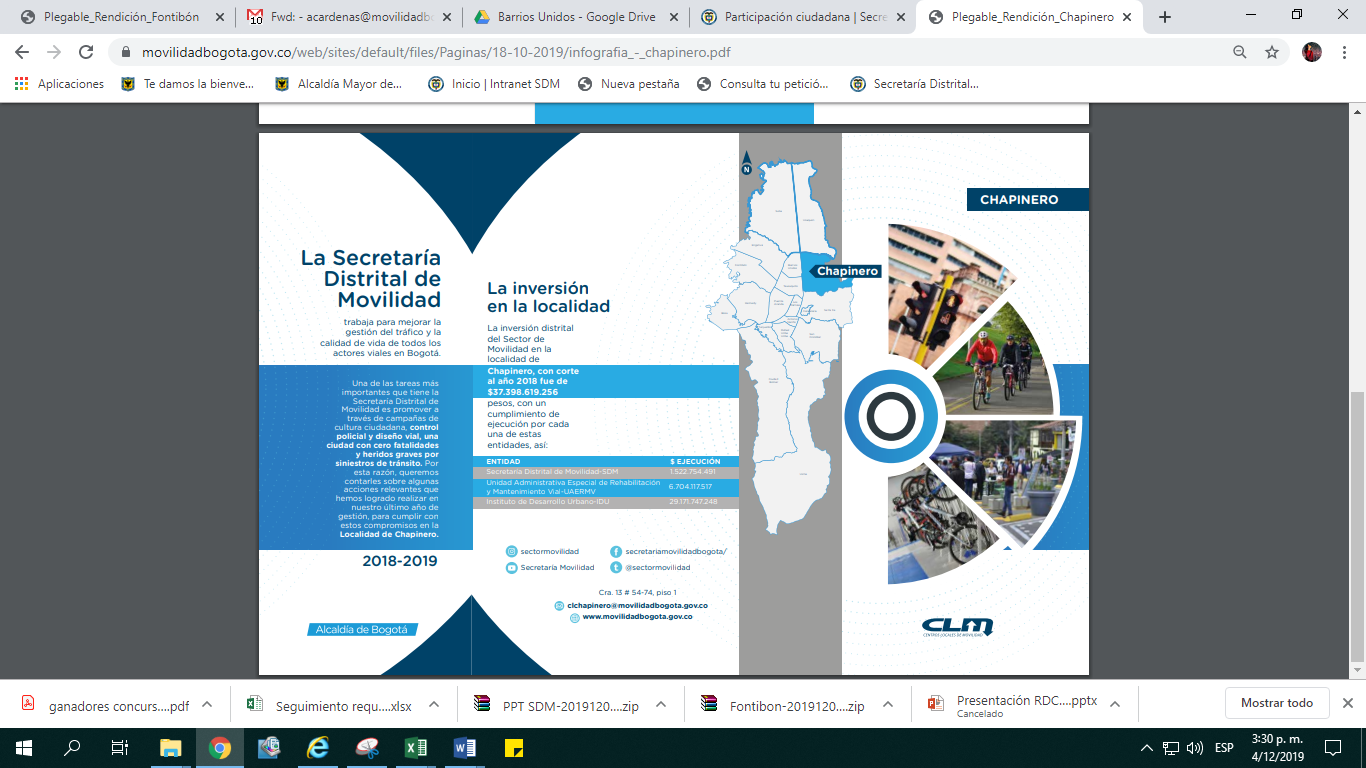 Plegable_Rendición_Fontibón
Fwd: - acardenas@movilidadbo
Barrios Unidos - Google Drive
Participación ciudadana | Secre
Plegable_Rendición_Chapinero
10
movilidadbogota.gov.co/web/sites/default/files/Paginas/18-10-2019/infografia_-_chapinero.pdf
Aplicaciones
Te damos la bienve...
Alcaldía Mayor de...
Inicio | Intranet SDM
Nueva pestaña
Consulta tu petició...
Secretaría Distrital...
La Secretaría
Distrital de
Movilidad
trabaja para mejorar la
gestión del tráfico y la
calidad de vida de todos los
actores viales en Bogotá.
Una de las tareas más
importantes que tiene la
Secretaría Distrital de
Movilidad es promover a
través de campañas de
cultura ciudadana, control
policial y diseño vial, una
ciudad con cero fatalidades
y heridos graves por
siniestros de tránsito. Por
esta razón, queremos
contarles sobre algunas
acciones relevantes que
hemos logrado realizar en
nuestro último año de
gestión, para cumplir con
estos compromisos en la
Localidad de Chapinero.
2018-2019
Alcaldía de Bogotá
La inversión
en la localidad
La inversión distrital
del Sector de
Movilidad en la
localidad de
Chapinero, con corte
al año 2018 fue de
$37.398.619.256
pesos, con un
cumplimiento de
ejecución por cada
una de estas
entidades, así:
ENTIDAD $ EJECUCIÓN
Secretaría Distrital de Movilidad-SDM 1.522.754.491
Unidad Administrativa Especial de Rehabilitación
y Mantenimiento Vial-UAERMV 6.704.117.517
Instituto de Desarrollo Urbano-IDU 29.171.747.248
sectormovilidad
secretariamovilidadbogota/
Secretaría Movilidad
@sectormovilidad
Cra. 13 # 54-74, piso 1
clchapinero@movilidadbogota.gov.co
www.movilidadbogota.gov.co
N
Chapinero
CHAPINERO
CLM
CENTROS LOCALES DE MOVILIDAD
ganadores concurs....pdf
Seguimiento requ....xlsx
PPT SDM-2019120....zip
Fontibon-2019120....zip
Presentación RDC....pptx
Cancelado
Mostrar todo
ESP
3:30 p. m.
4/12/2019